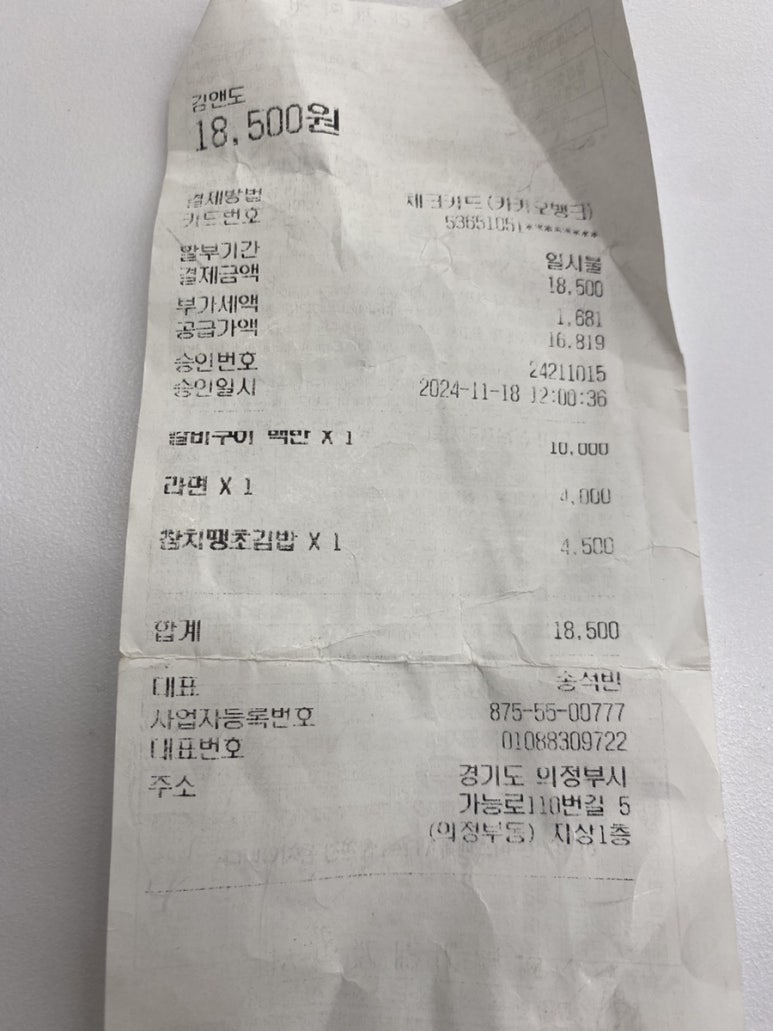 김앤도
18,500원
결제방법 체크카드(카카오뱅크)
카드번호 53651051********
할부기간 일시불
결제금액 18,500
부가세액 1,681
공급가액 16,819
승인번호 24211015
승인일시 2024-11-18 12:00:36
갈비구이 백반 X 1 10,000
라면 X 1 4,000
참치땡초김밥 X 1 4,500
합계 18,500
대표 송석빈
사업자등록번호 875-55-00777
대표번호 01088309722
주소 경기도 의정부시
가능로110번길 5
(의정부동) 지상1층